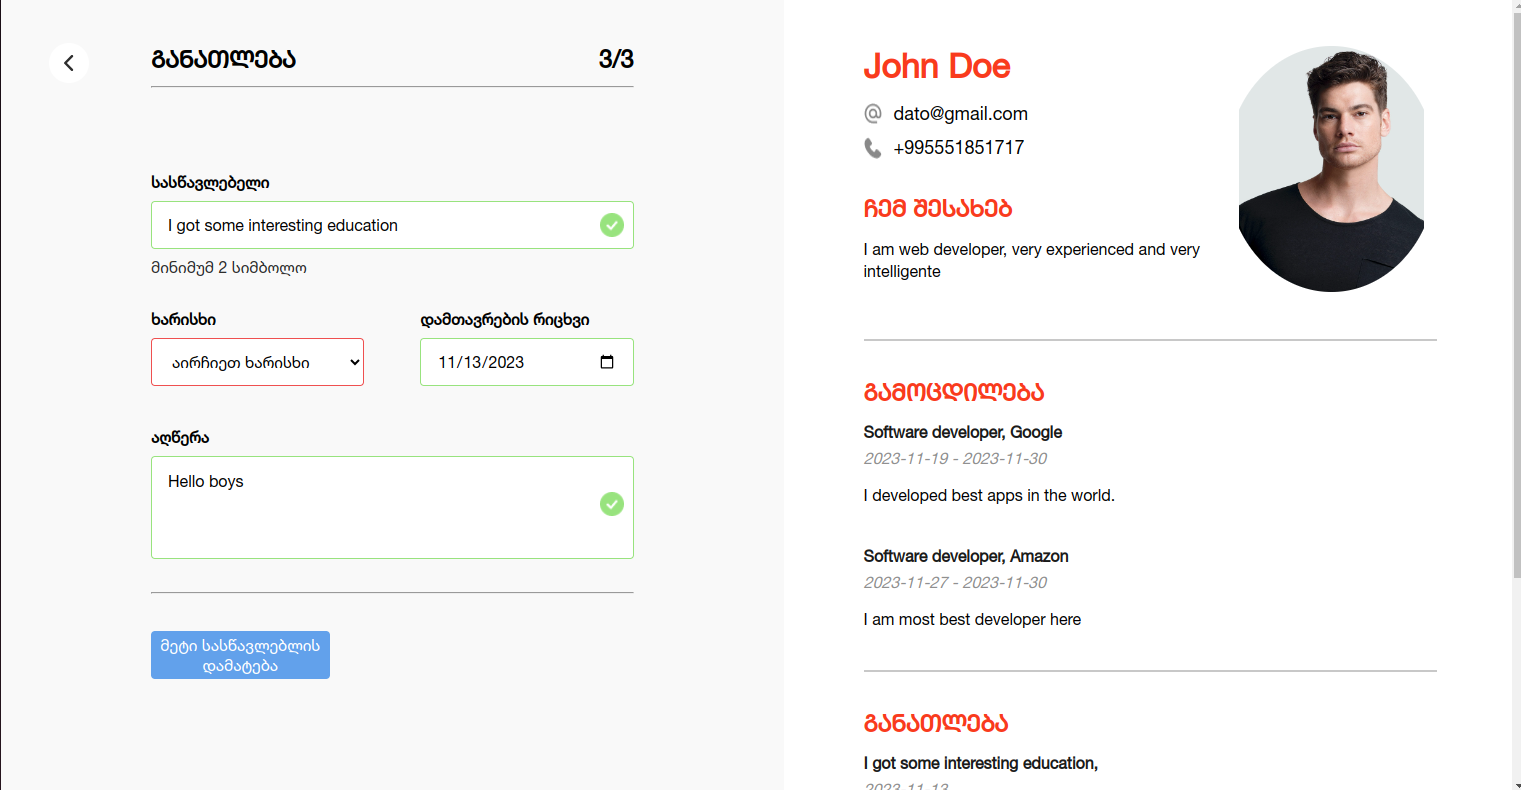 განათლება
3/3
სასწავლებელი
I got some interesting education
მინიმუმ 2 სიმბოლო
ხარისხი
დამთავრების რიცხვი
აირჩიეთ ხარისხი
11/13/2023
აღწერა
Hello boys
მეტი სასწავლებლის
დამატება
John Doe
@ dato@gmail.com
+995551851717
ჩემ შესახებ
I am web developer, very experienced and very
intelligente
გამოცდილება
Software developer, Google
2023-11-19 - 2023-11-30
I developed best apps in the world.
Software developer, Amazon
2023-11-27 - 2023-11-30
I am most best developer here
განათლება
I got some interesting education,
2023-11-13